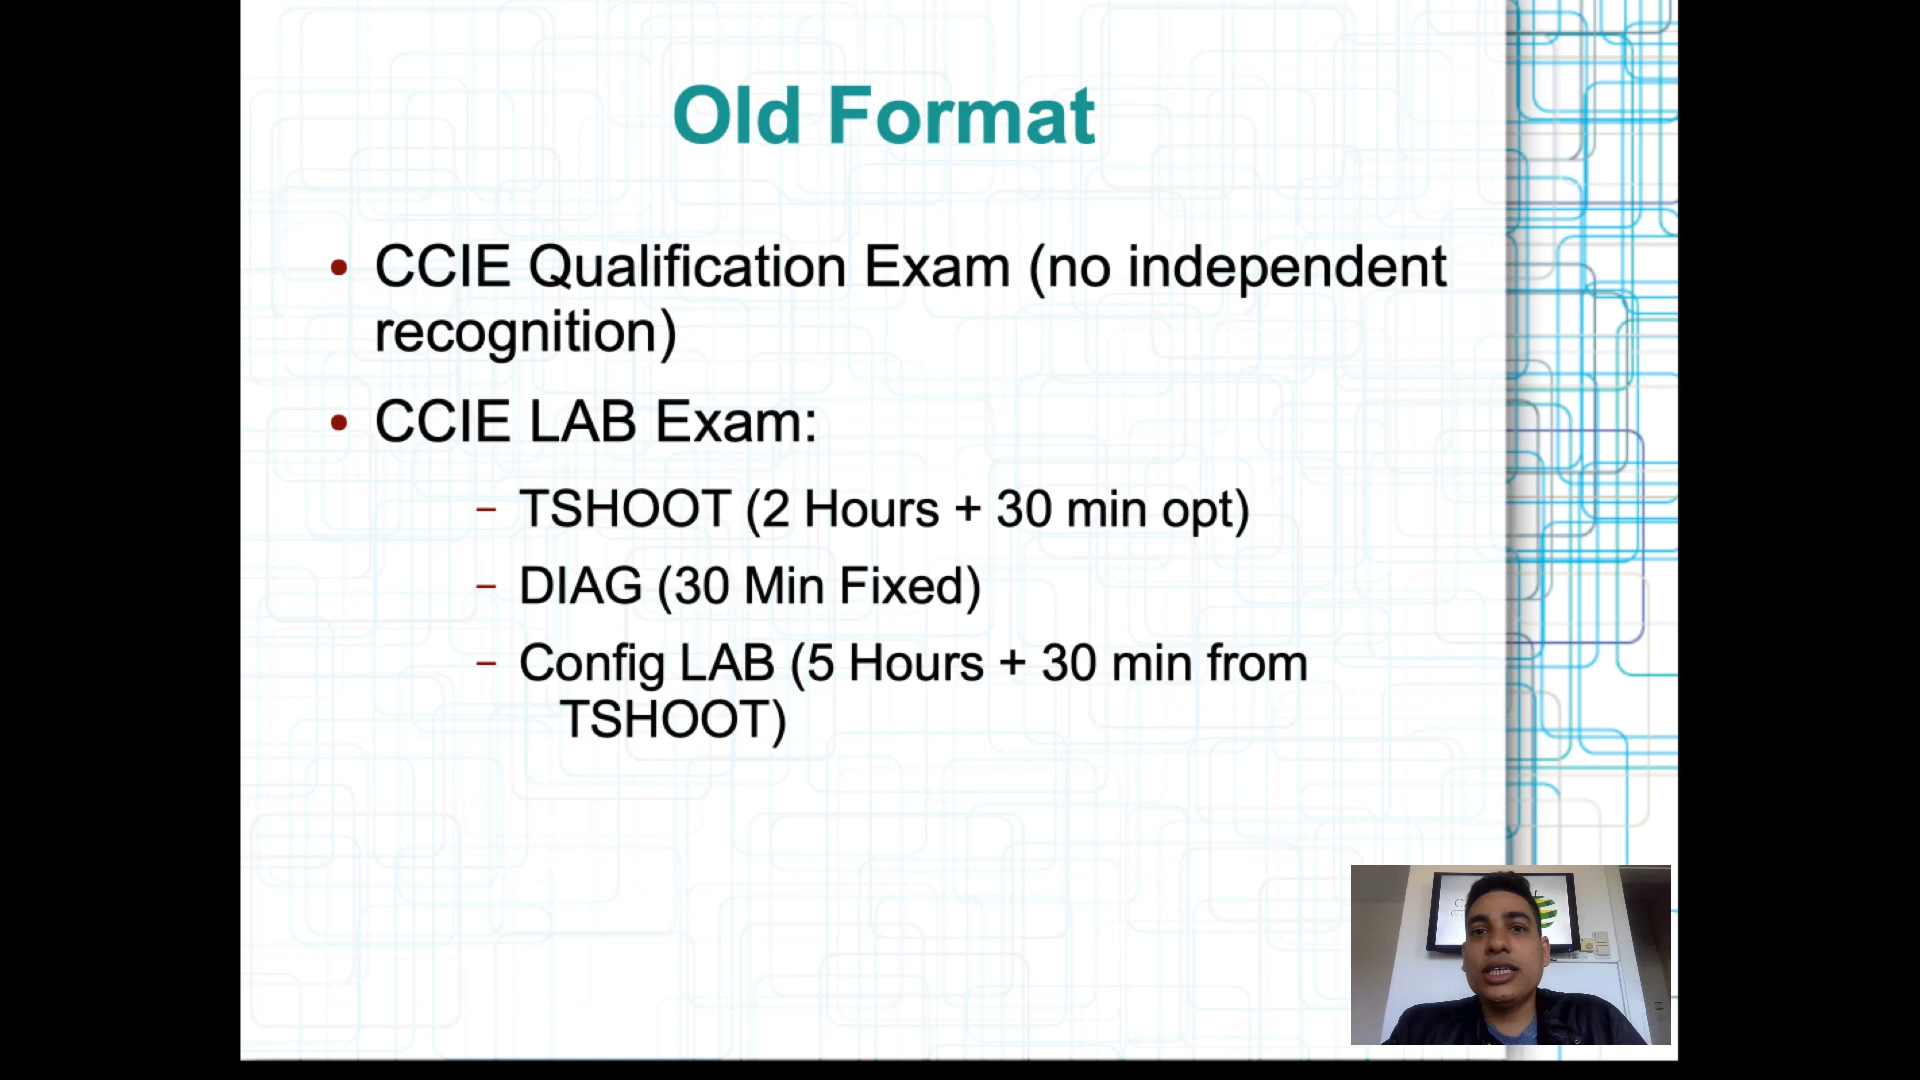 Old Format
• CCIE Qualification Exam (no independent
recognition)
• CCIE LAB Exam:
– TSHOOT (2 Hours + 30 min opt)
– DIAG (30 Min Fixed)
– Config LAB (5 Hours + 30 min from
TSHOOT)